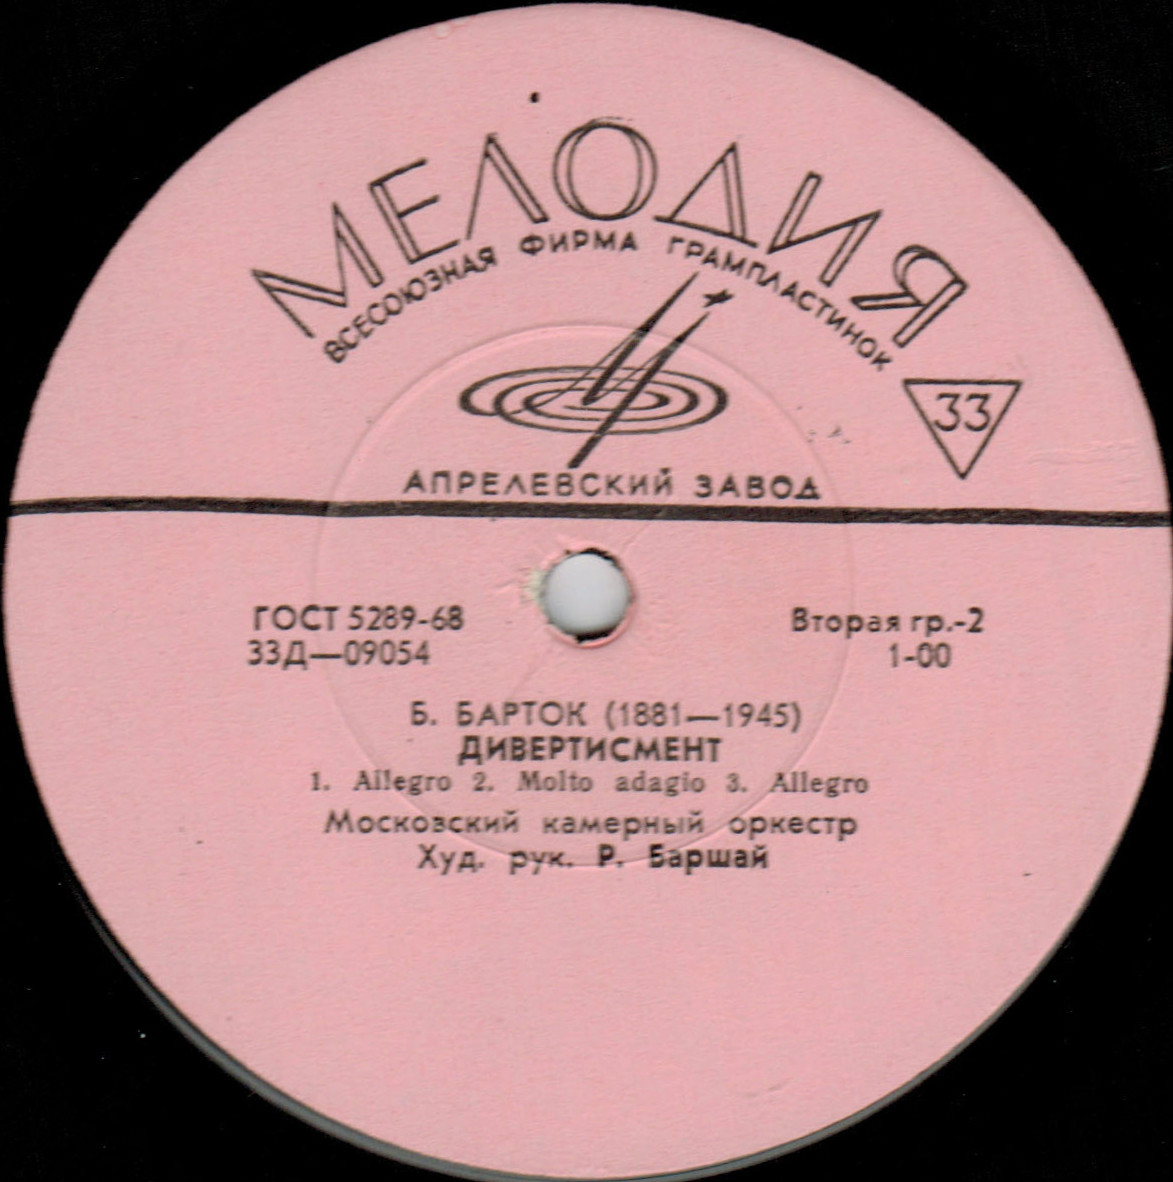 МЕЛОДИЯ
ВСЕСОЮЗНАЯ ФИРМА ГРАМПЛАСТИНОК
33
АПРЕЛЕВСКИЙ ЗАВОД
ГОСТ 5289-68
Вторая гр.-2
33Д—09054
1-00
Б. БАРТОК (1881—1945)
ДИВЕРТИСМЕНТ
1. Allegro 2. Molto adagio 3. Allegro
Московский камерный оркестр
Худ. рук. Р. Баршай